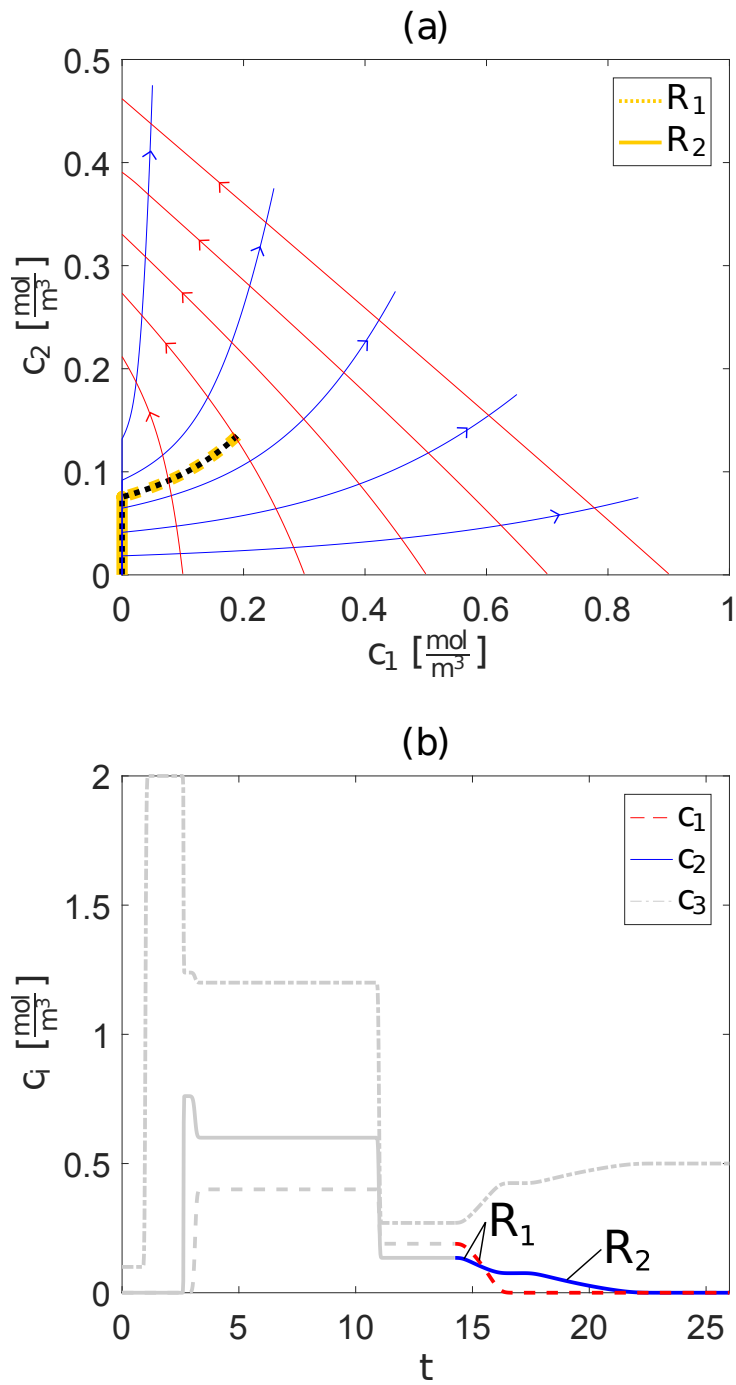 (a)
0.5
0.4
0.3
0.2
0.1
0
c₂ [mol/m³]
R₁
R₂
0 0.2 0.4 0.6 0.8 1
c₁ [mol/m³]
(b)
2
1.5
1
0.5
0
cᵢ [mol/m³]
c₁
c₂
c₃
R₁
R₂
0 5 10 15 20 25
t